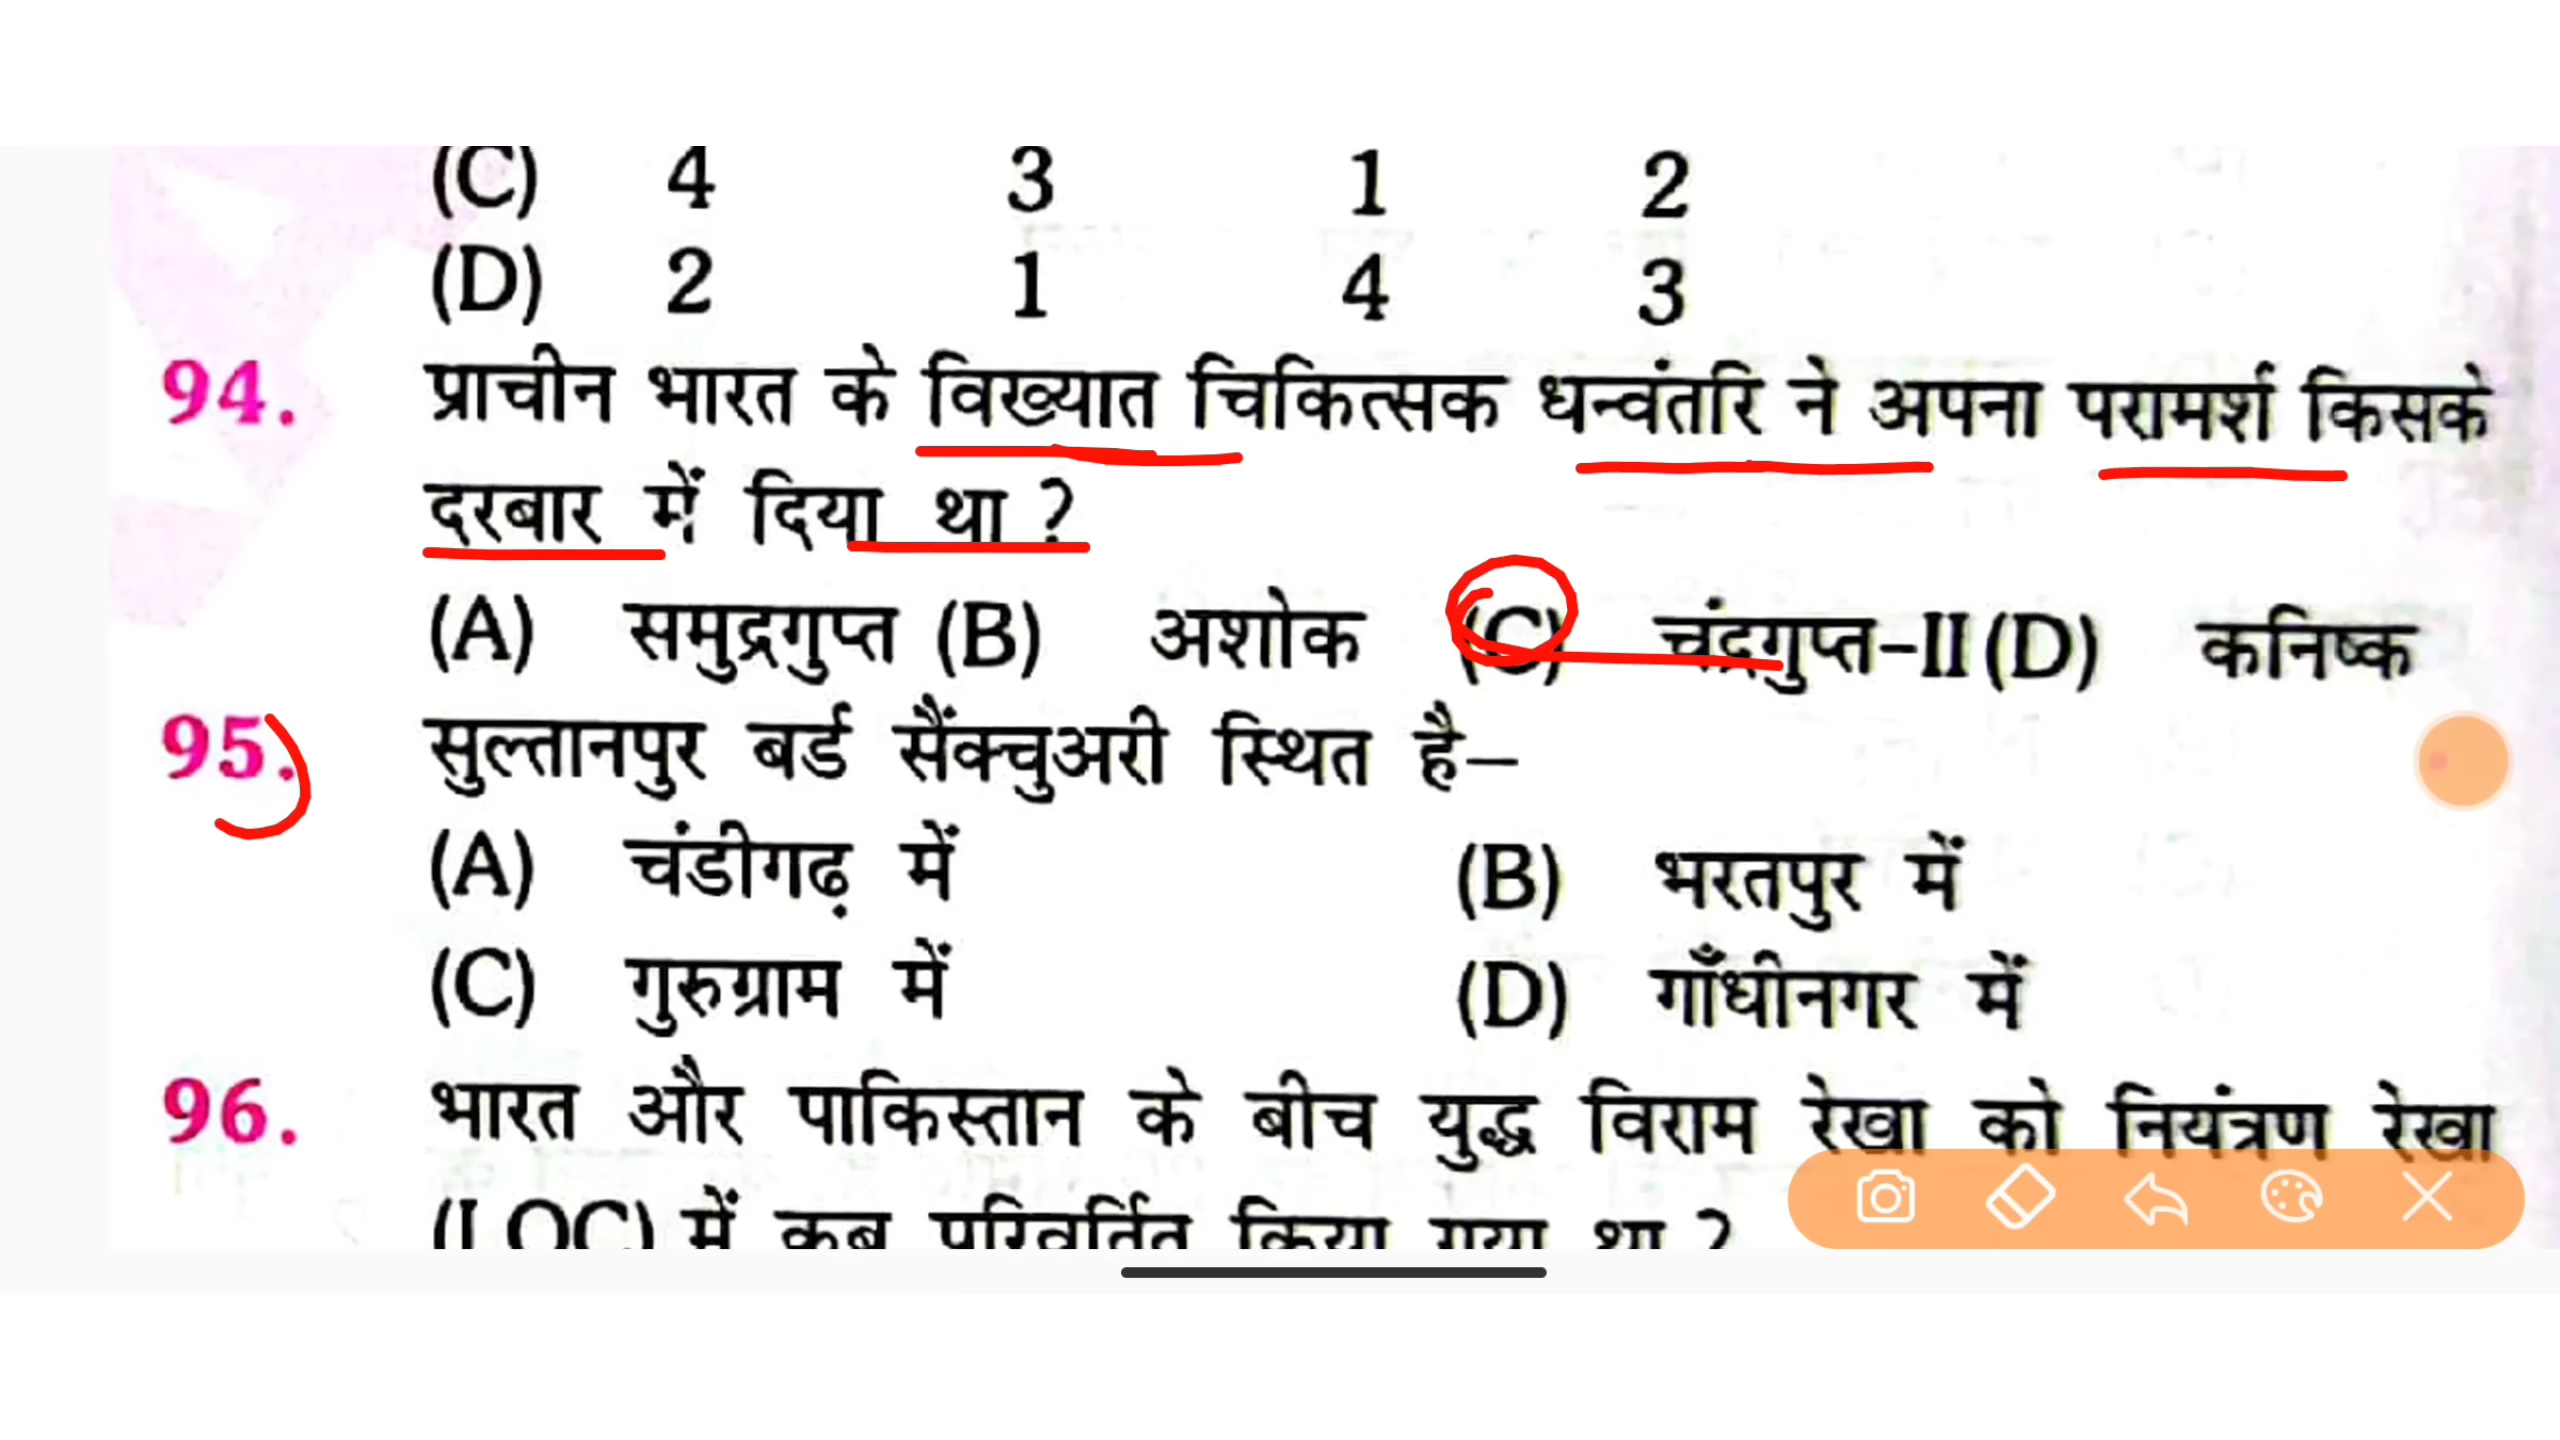 (C) 4 3 1 2
(D) 2 1 4 3
94. प्राचीन भारत के विख्यात चिकित्सक धन्वंतरि ने अपना परामर्श किसके
दरबार में दिया था ?
(A) समुद्रगुप्त (B) अशोक (C) चंद्रगुप्त–II (D) कनिष्क
95. सुल्तानपुर बर्ड सैंक्चुअरी स्थित है–
(A) चंडीगढ़ में (B) भरतपुर में
(C) गुरुग्राम में (D) गाँधीनगर में
96. भारत और पाकिस्तान के बीच युद्ध विराम रेखा को नियंत्रण रेखा
(LOC) में कब परिवर्तित किया गया था ?